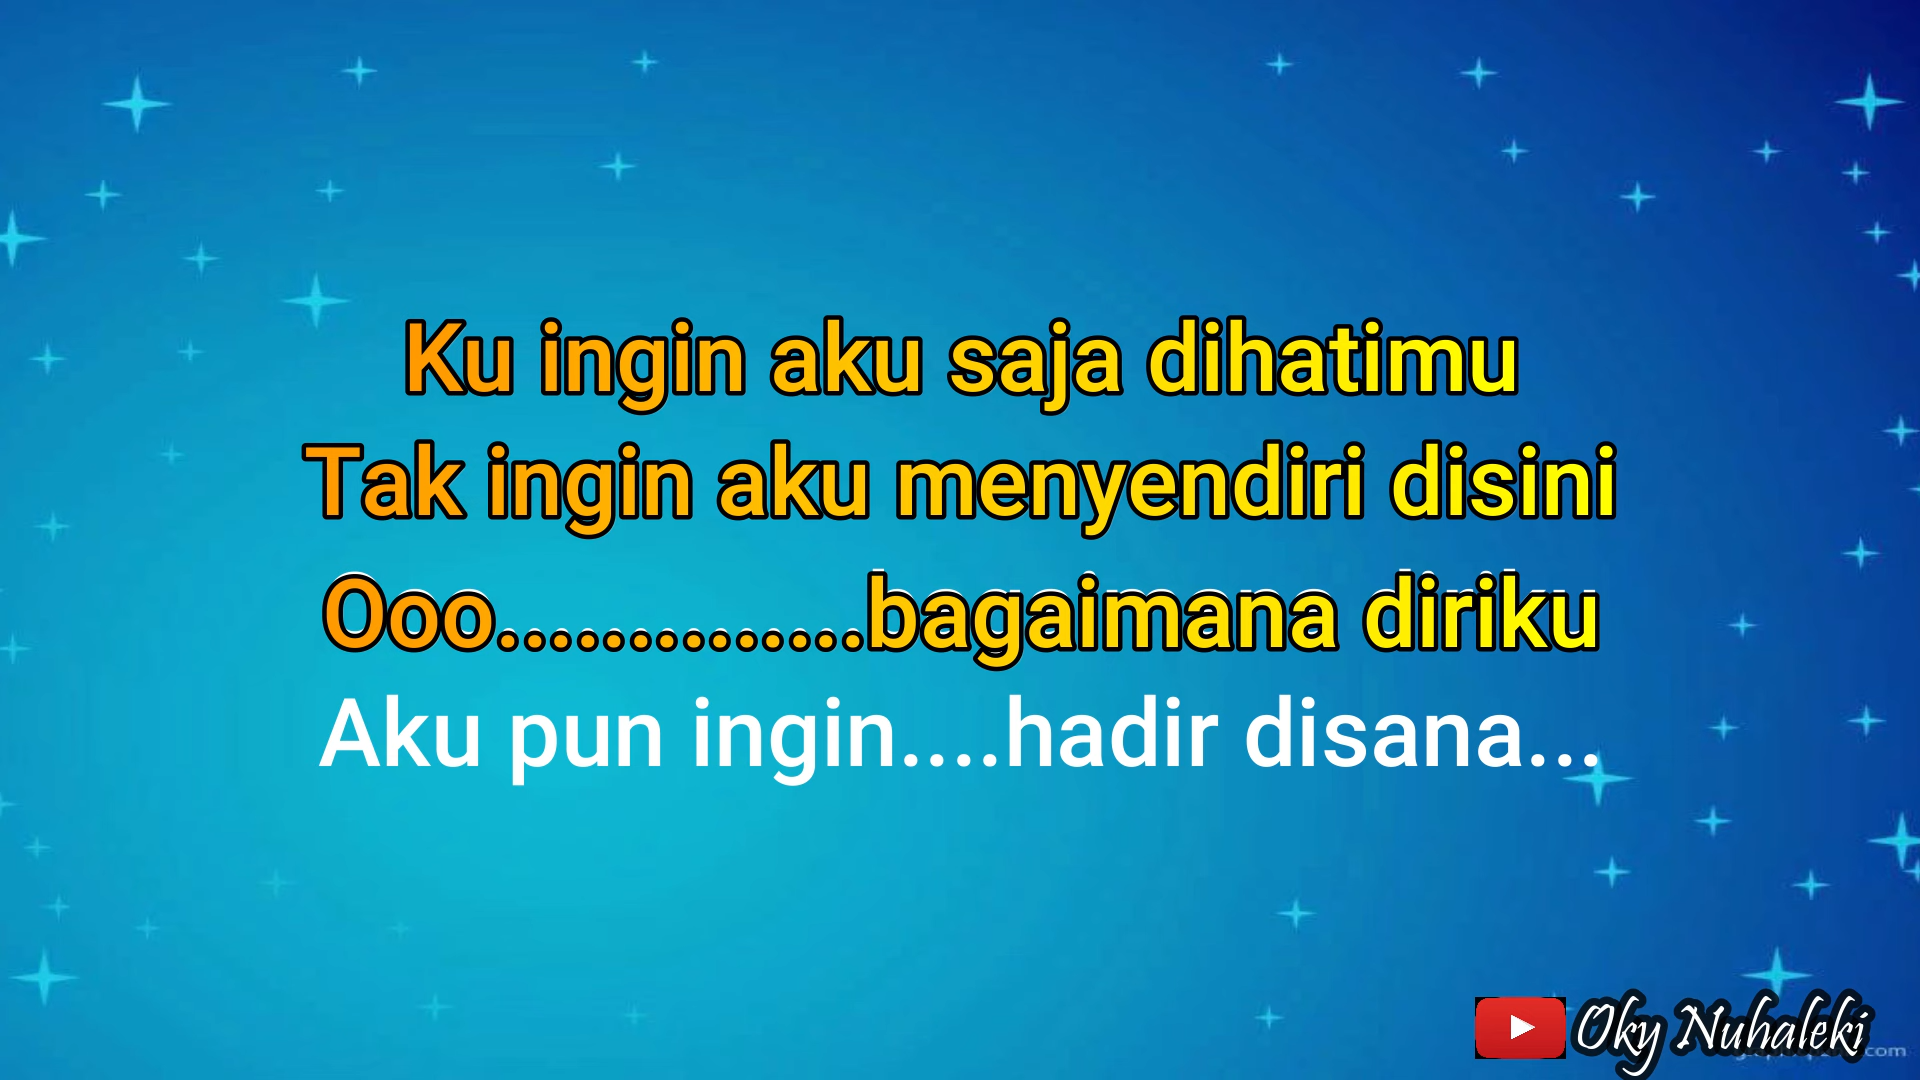 Ku ingin aku saja dihatimu
Tak ingin aku menyendiri disini
Ooo..............bagaimana diriku
Aku pun ingin....hadir disana...
Oky Nuhaleki